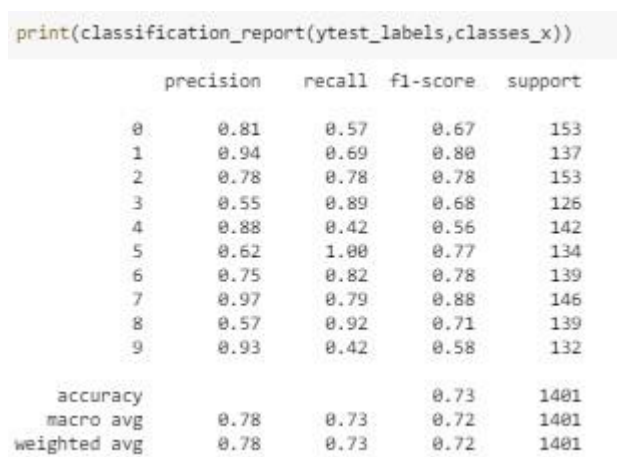 print(classification_report(ytest_labels,classes_x))
precision recall f1-score support
0 0.81 0.57 0.67 153
1 0.94 0.69 0.80 137
2 0.78 0.78 0.78 153
3 0.55 0.89 0.68 126
4 0.88 0.42 0.56 142
5 0.62 1.00 0.77 134
6 0.75 0.82 0.78 139
7 0.97 0.79 0.88 146
8 0.57 0.92 0.71 139
9 0.93 0.42 0.58 132
accuracy 0.73 1401
macro avg 0.78 0.73 0.72 1401
weighted avg 0.78 0.73 0.72 1401